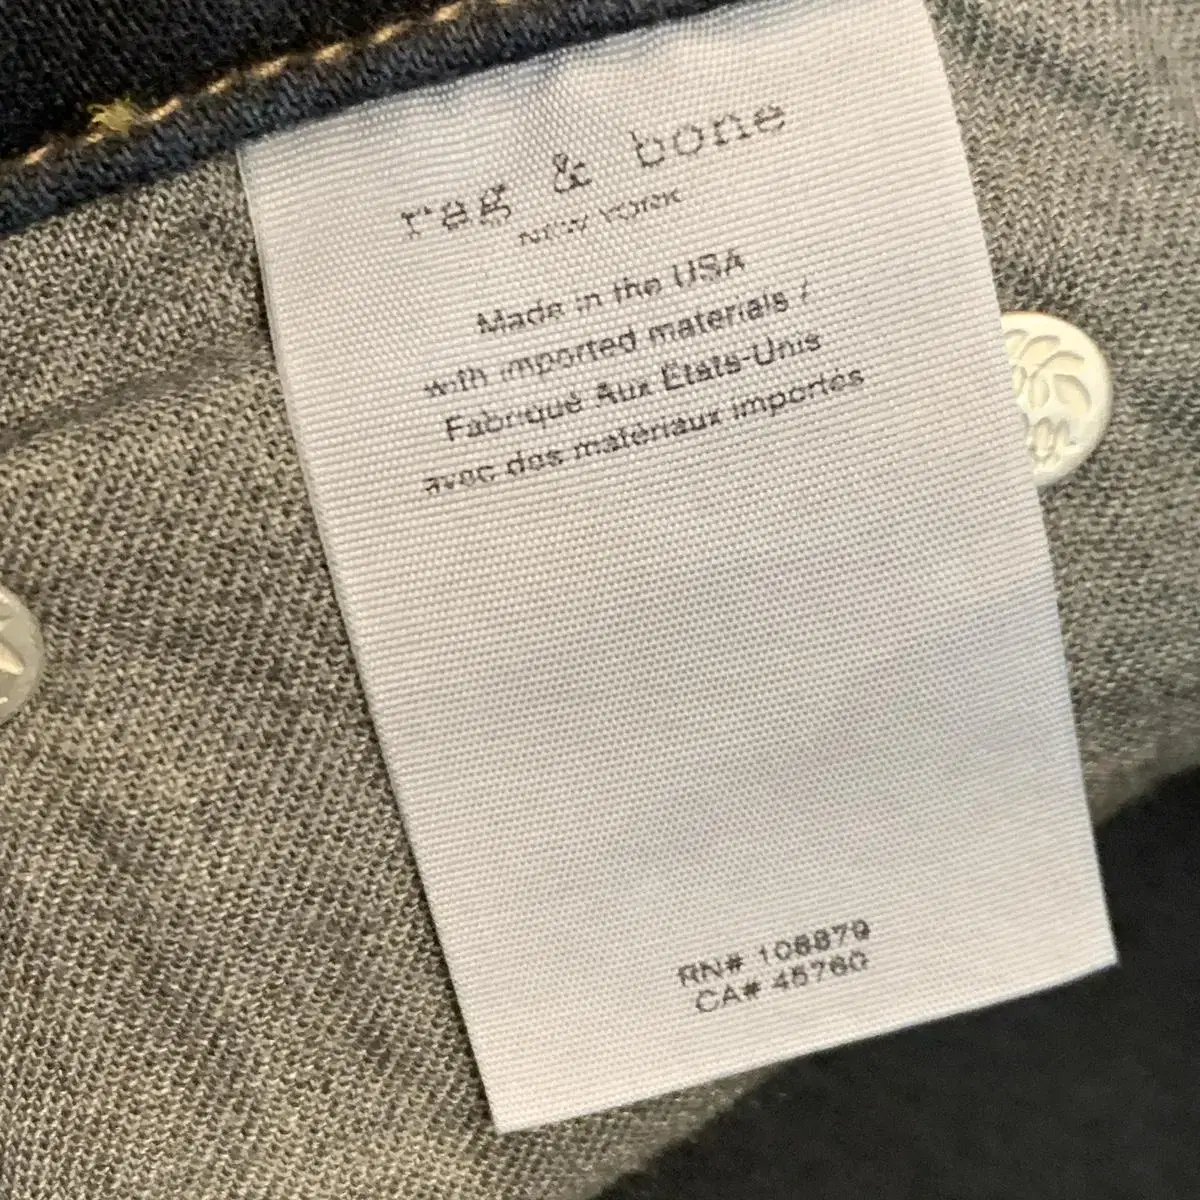 rag & bone
NEW YORK
Made in the USA
with imported materials /
Fabriqué Aux États-Unis
avec des matériaux importés
RN# 108879
CA# 45760